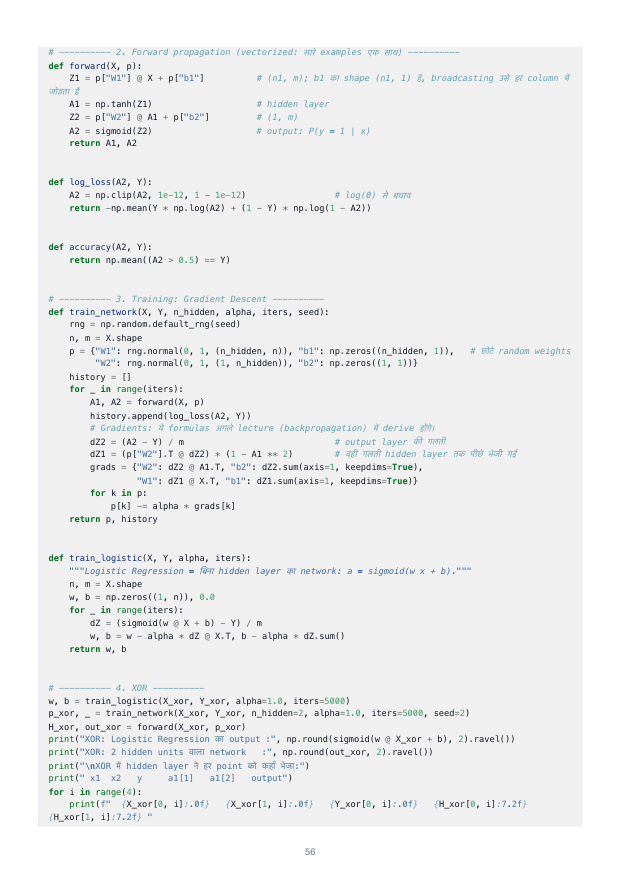 # ---------- 2. Forward propagation (vectorized: सारे examples एक साथ) ----------
def forward(X, p):
    Z1 = p["W1"] @ X + p["b1"]          # (n1, m); b1 का shape (n1, 1) है, broadcasting उसे हर column में
जोड़ता है
    A1 = np.tanh(Z1)                    # hidden layer
    Z2 = p["W2"] @ A1 + p["b2"]         # (1, m)
    A2 = sigmoid(Z2)                    # output: P(y = 1 | x)
    return A1, A2
def log_loss(A2, Y):
    A2 = np.clip(A2, 1e-12, 1 - 1e-12)                 # log(0) से बचाव
    return -np.mean(Y * np.log(A2) + (1 - Y) * np.log(1 - A2))
def accuracy(A2, Y):
    return np.mean((A2 > 0.5) == Y)
# ---------- 3. Training: Gradient Descent ----------
def train_network(X, Y, n_hidden, alpha, iters, seed):
    rng = np.random.default_rng(seed)
    n, m = X.shape
    p = {"W1": rng.normal(0, 1, (n_hidden, n)), "b1": np.zeros((n_hidden, 1)),   # छोटे random weights
         "W2": rng.normal(0, 1, (1, n_hidden)), "b2": np.zeros((1, 1))}
    history = []
    for _ in range(iters):
        A1, A2 = forward(X, p)
        history.append(log_loss(A2, Y))
        # Gradients: ये formulas अगले lecture (backpropagation) में derive होंगे।
        dZ2 = (A2 - Y) / m                             # output layer की गलती
        dZ1 = (p["W2"].T @ dZ2) * (1 - A1 ** 2)        # वही गलती hidden layer तक पीछे भेजी गई
        grads = {"W2": dZ2 @ A1.T, "b2": dZ2.sum(axis=1, keepdims=True),
                 "W1": dZ1 @ X.T, "b1": dZ1.sum(axis=1, keepdims=True)}
        for k in p:
            p[k] -= alpha * grads[k]
    return p, history
def train_logistic(X, Y, alpha, iters):
    """Logistic Regression = बिना hidden layer का network: a = sigmoid(w x + b)."""
    n, m = X.shape
    w, b = np.zeros((1, n)), 0.0
    for _ in range(iters):
        dZ = (sigmoid(w @ X + b) - Y) / m
        w, b = w - alpha * dZ @ X.T, b - alpha * dZ.sum()
    return w, b
# ---------- 4. XOR ----------
w, b = train_logistic(X_xor, Y_xor, alpha=1.0, iters=5000)
p_xor, _ = train_network(X_xor, Y_xor, n_hidden=2, alpha=1.0, iters=5000, seed=2)
H_xor, out_xor = forward(X_xor, p_xor)
print("XOR: Logistic Regression का output :", np.round(sigmoid(w @ X_xor + b), 2).ravel())
print("XOR: 2 hidden units वाला network   :", np.round(out_xor, 2).ravel())
print("\nXOR में hidden layer ने हर point को कहाँ भेजा:")
print(" x1  x2   y     a1[1]   a1[2]   output")
for i in range(4):
    print(f"  {X_xor[0, i]:.0f}   {X_xor[1, i]:.0f}   {Y_xor[0, i]:.0f}   {H_xor[0, i]:7.2f}
{H_xor[1, i]:7.2f} "
56